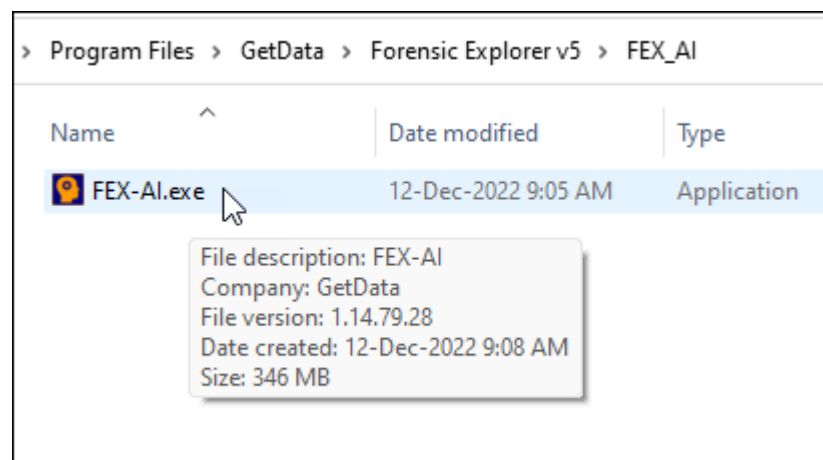 › Program Files › GetData › Forensic Explorer v5 › FEX_AI
Name Date modified Type
FEX-AI.exe 12-Dec-2022 9:05 AM Application
File description: FEX-AI
Company: GetData
File version: 1.14.79.28
Date created: 12-Dec-2022 9:08 AM
Size: 346 MB